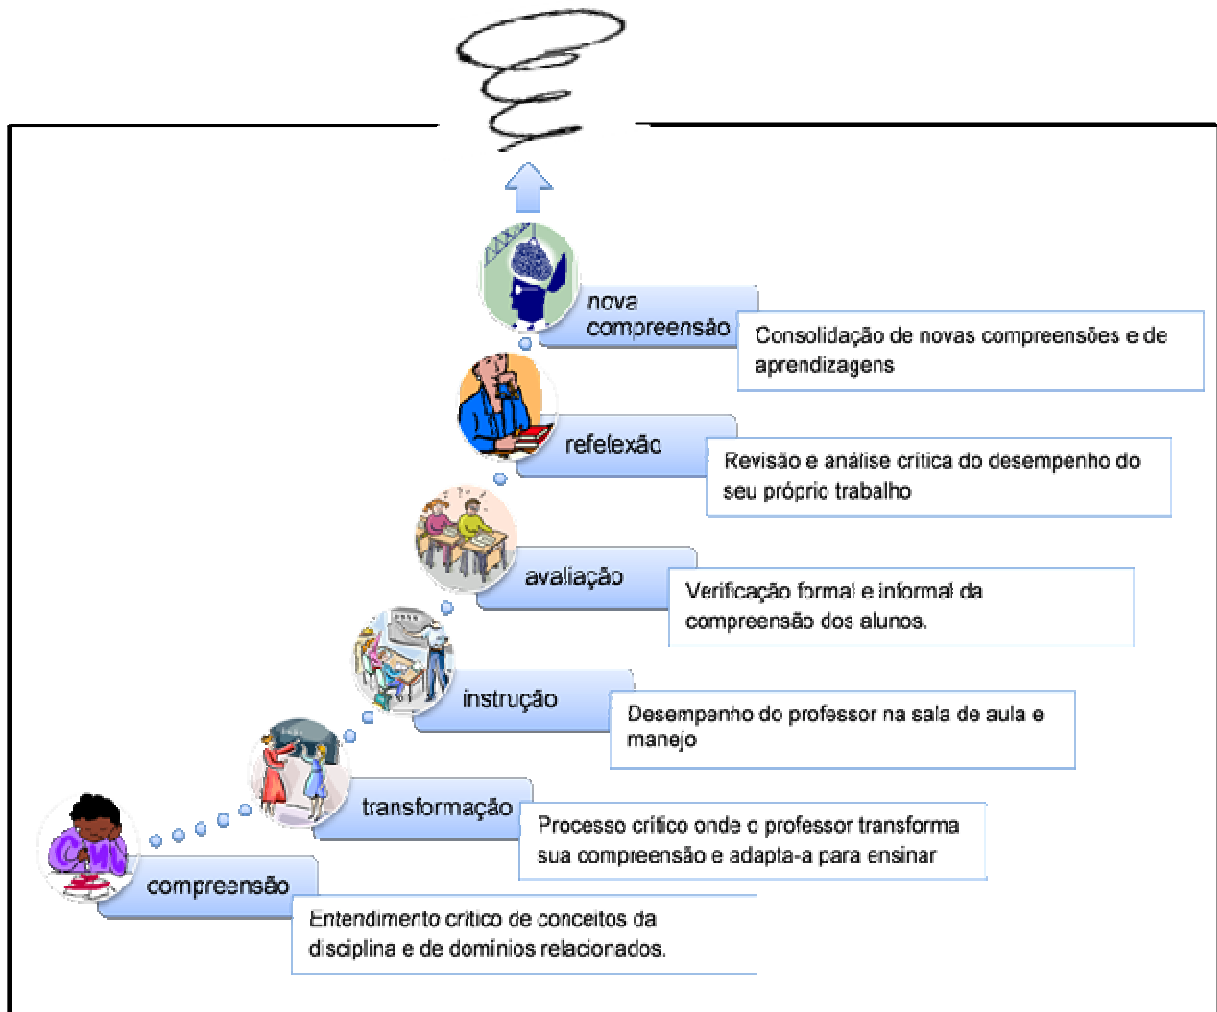 nova
compreensão
Consolidação de novas compreensões e de
aprendizagens
refelexão
Revisão e análise crítica do desempenho do
seu próprio trabalho
avaliação
Verificação formal e informal da
compreensão dos alunos.
instrução
Desempenho do professor na sala de aula e
manejo
transformação
Processo crítico onde o professor transforma
sua compreensão e adapta-a para ensinar
compreensão
Entendimento crítico de conceitos da
disciplina e de domínios relacionados.